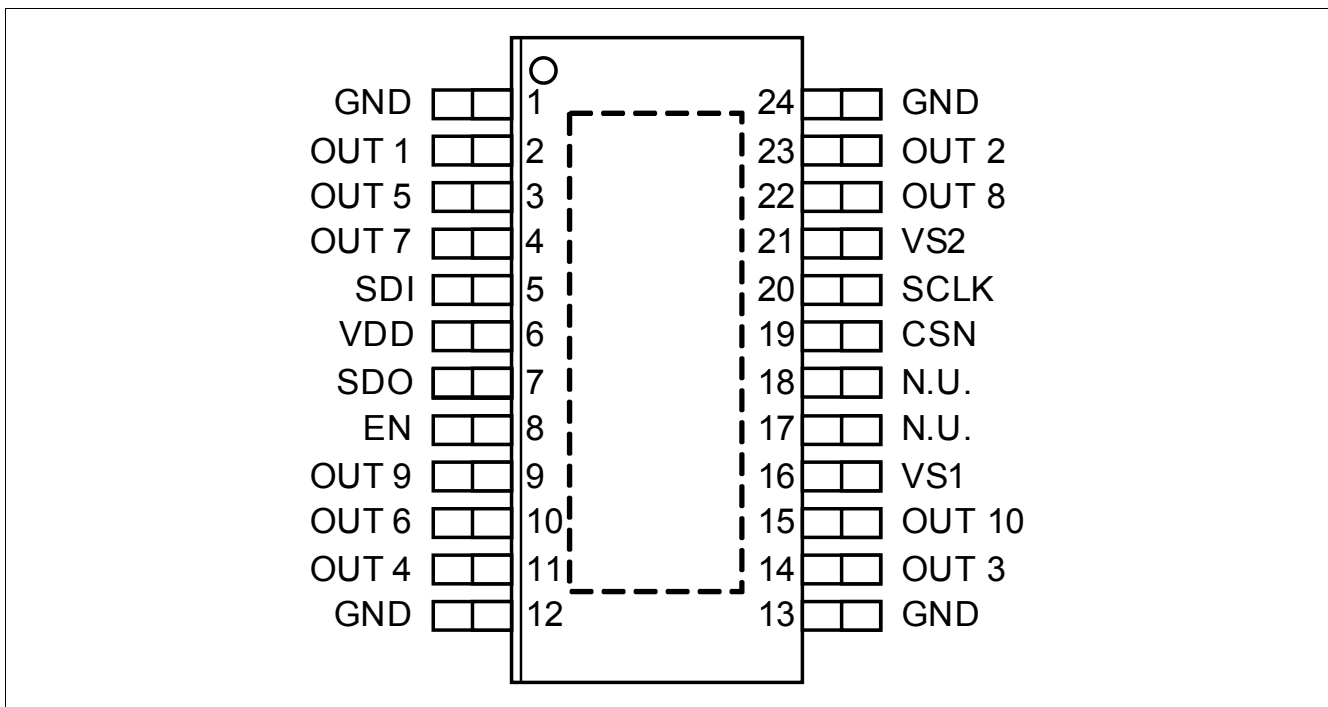 GND 1 24 GND
OUT 1 2 23 OUT 2
OUT 5 3 22 OUT 8
OUT 7 4 21 VS2
SDI 5 20 SCLK
VDD 6 19 CSN
SDO 7 18 N.U.
EN 8 17 N.U.
OUT 9 9 16 VS1
OUT 6 10 15 OUT 10
OUT 4 11 14 OUT 3
GND 12 13 GND